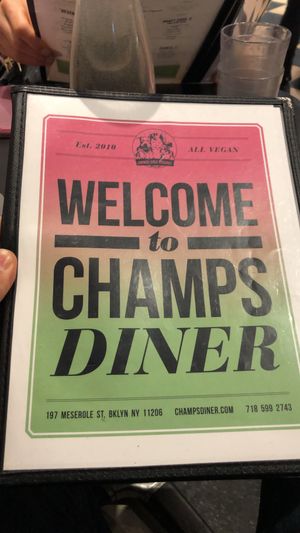 Est. 2010 ALL VEGAN
WELCOME
to
CHAMPS
DINER
197 MESEROLE ST, BKLYN NY 11206 CHAMPSDINER.COM 718 599 2743